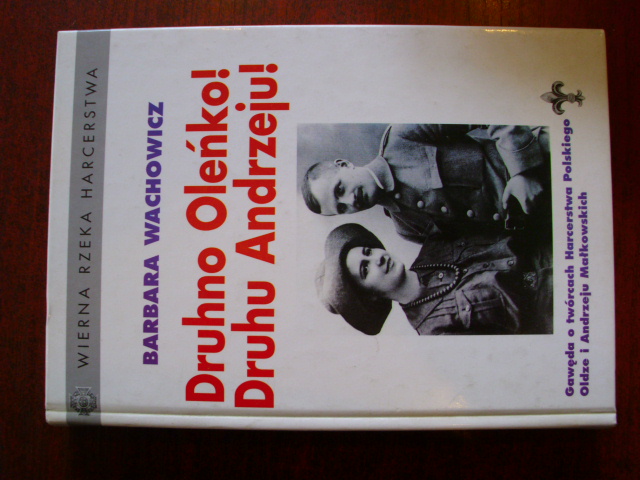 WIERNA RZEKA HARCERSTWA
BARBARA WACHOWICZ
Druhno Oleńko!
Druhu Andrzeju!
Gawęda o twórcach Harcerstwa Polskiego
Oldze i Andrzeju Małkowskich